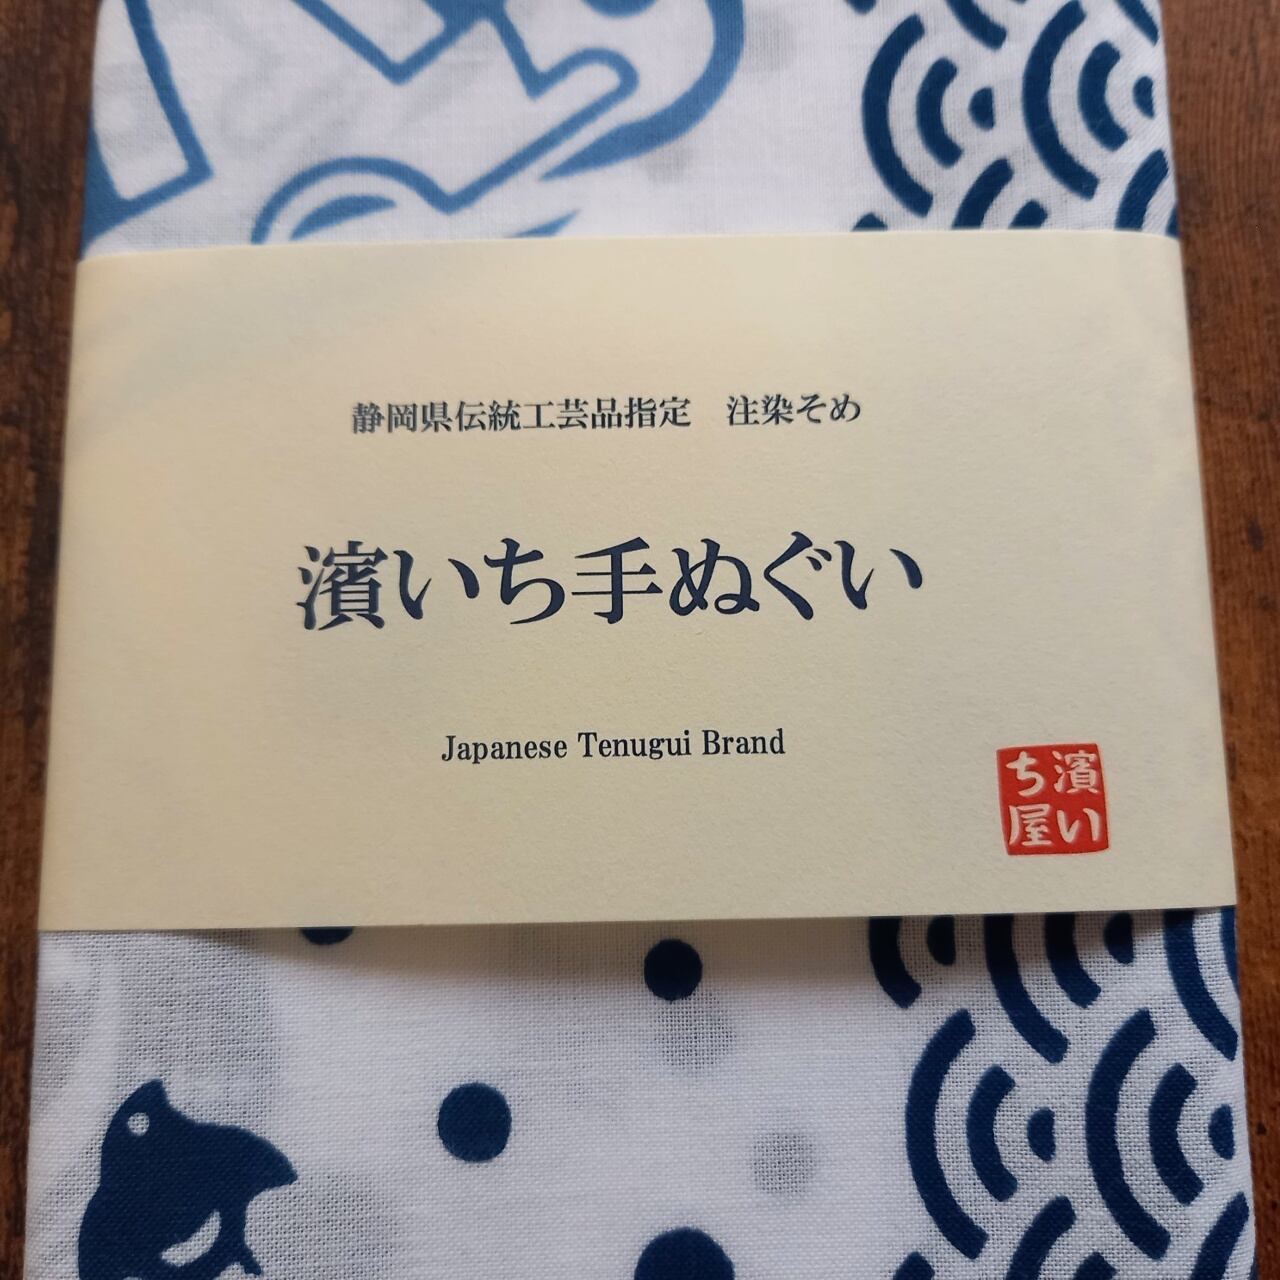 静岡県伝統工芸品指定　注染そめ
濱いち手ぬぐい
Japanese Tenugui Brand
濱い
ち屋